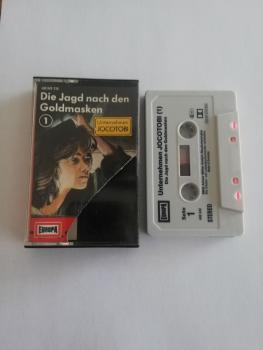 Die Jagd nach den
Goldmasken
1
Unternehmen
JOCOTOBI
EUROPA
Unternehmen JOCOTOBI (1)
Die Jagd nach den Goldmasken
Seite
1
STEREO
EUROPA